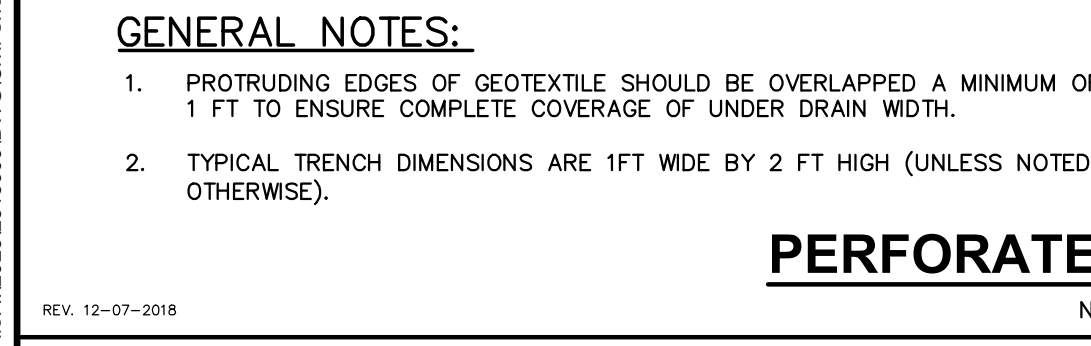 GENERAL NOTES:
1. PROTRUDING EDGES OF GEOTEXTILE SHOULD BE OVERLAPPED A MINIMUM
1 FT TO ENSURE COMPLETE COVERAGE OF UNDER DRAIN WIDTH.
2. TYPICAL TRENCH DIMENSIONS ARE 1FT WIDE BY 2 FT HIGH (UNLESS NOTED
OTHERWISE).
PERFORATE
REV. 12-07-2018